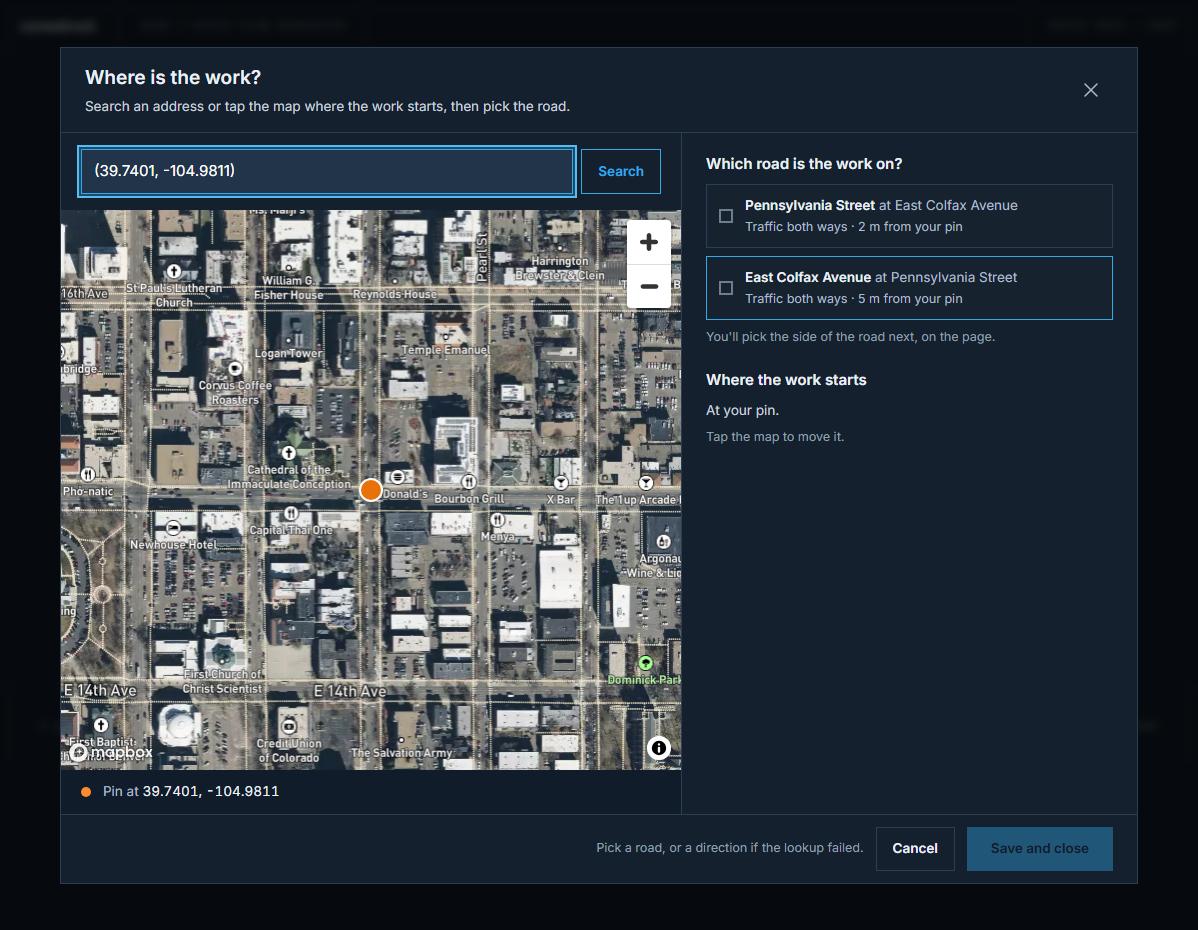 Where is the work?
Search an address or tap the map where the work starts, then pick the road.
(39.7401, -104.9811)
Search
Which road is the work on?
Pennsylvania Street at East Colfax Avenue
Traffic both ways · 2 m from your pin
East Colfax Avenue at Pennsylvania Street
Traffic both ways · 5 m from your pin
You'll pick the side of the road next, on the page.
Where the work starts
At your pin.
Tap the map to move it.
Pearl St
Harrington
Brewster & Clein
William G.
Fisher House
St Paul's Lutheran
Church
16th Ave
Reynolds House
Logan Tower
Temple Emanuel
Corvus Coffee
Roasters
Cathedral of the
Immaculate Conception
Donald's
Bourbon Grill
X Bar
The 1up Arcade
Pho-natic
Capital Thai One
Newhouse Hotel
Menya
Argonau
Wine & Liq
First Church of
Christ Scientist
E 14th Ave
E 14th Ave
Dominick Park
First Baptist
Credit Union
of Colorado
The Salvation Army
mapbox
Pin at 39.7401, -104.9811
Pick a road, or a direction if the lookup failed.
Cancel
Save and close